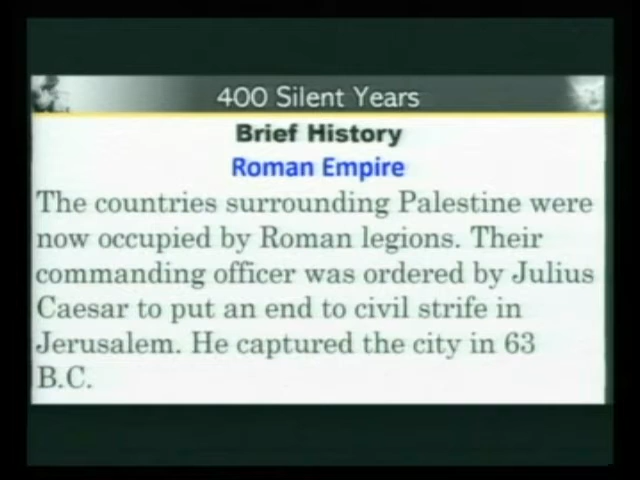 400 Silent Years
Brief History
Roman Empire
The countries surrounding Palestine were
now occupied by Roman legions. Their
commanding officer was ordered by Julius
Caesar to put an end to civil strife in
Jerusalem. He captured the city in 63
B.C.